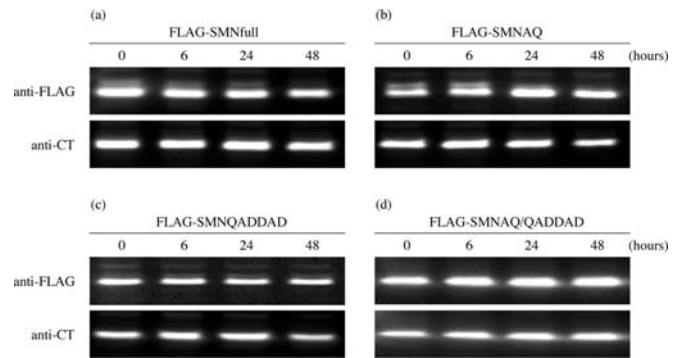 (a)
FLAG-SMNfull
0 6 24 48
anti-FLAG
anti-CT
(b)
FLAG-SMNAQ
0 6 24 48 (hours)
(c)
FLAG-SMNQADDAD
0 6 24 48
anti-FLAG
anti-CT
(d)
FLAG-SMNAQ/QADDAD
0 6 24 48 (hours)